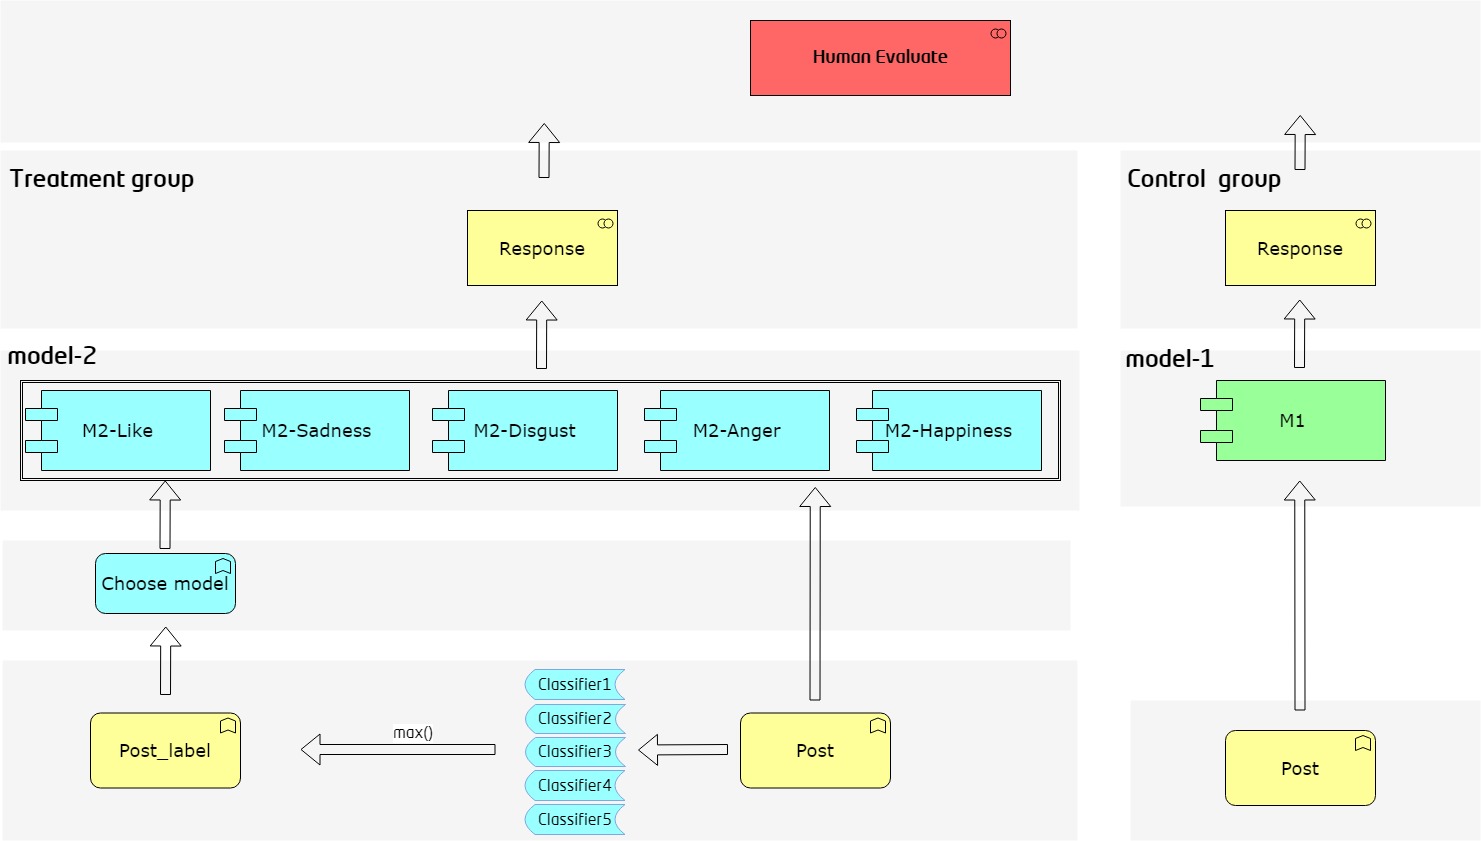 Human Evaluate
Treatment group
Control group
Response
Response
model-2
model-1
M2-Like
M2-Sadness
M2-Disgust
M2-Anger
M2-Happiness
M1
Choose model
Classifier1
Classifier2
Classifier3
Classifier4
Classifier5
max()
Post_label
Post
Post